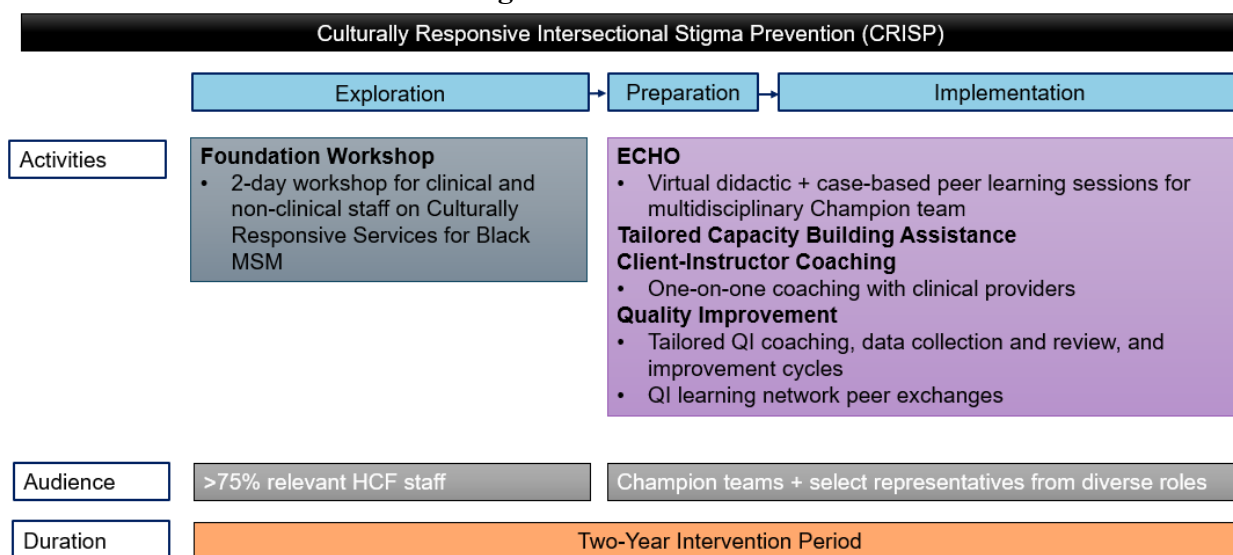 Culturally Responsive Intersectional Stigma Prevention (CRISP)
Exploration
Preparation
Implementation
Activities
Foundation Workshop
• 2-day workshop for clinical and
non-clinical staff on Culturally
Responsive Services for Black
MSM
ECHO
• Virtual didactic + case-based peer learning sessions for
multidisciplinary Champion team
Tailored Capacity Building Assistance
Client-Instructor Coaching
• One-on-one coaching with clinical providers
Quality Improvement
• Tailored QI coaching, data collection and review, and
improvement cycles
• QI learning network peer exchanges
Audience
>75% relevant HCF staff
Champion teams + select representatives from diverse roles
Duration
Two-Year Intervention Period